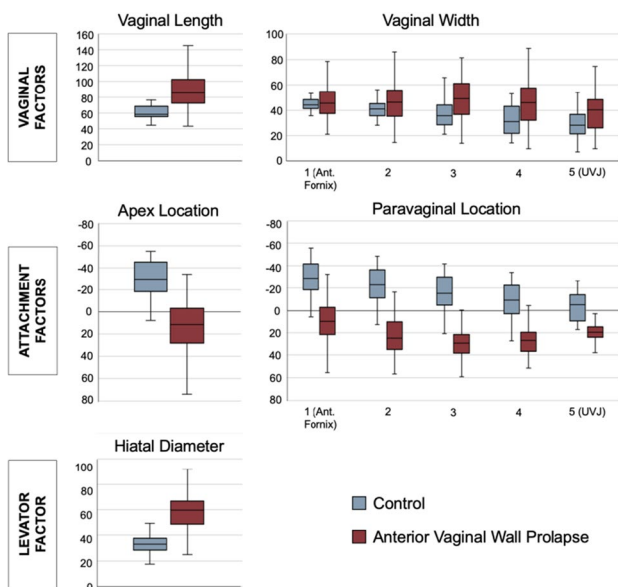 Vaginal Length
160
140
120
100
80
60
40
20
0
Vaginal Width
100
80
60
40
20
0
1 (Ant.
Fornix)
2
3
4
5 (UVJ)
VAGINAL
FACTORS
Apex Location
-80
-60
-40
-20
0
20
40
60
80
Paravaginal Location
-80
-60
-40
-20
0
20
40
60
80
1 (Ant.
Fornix)
2
3
4
5 (UVJ)
ATTACHMENT
FACTORS
Hiatal Diameter
100
80
60
40
20
0
LEVATOR
FACTOR
Control
Anterior Vaginal Wall Prolapse